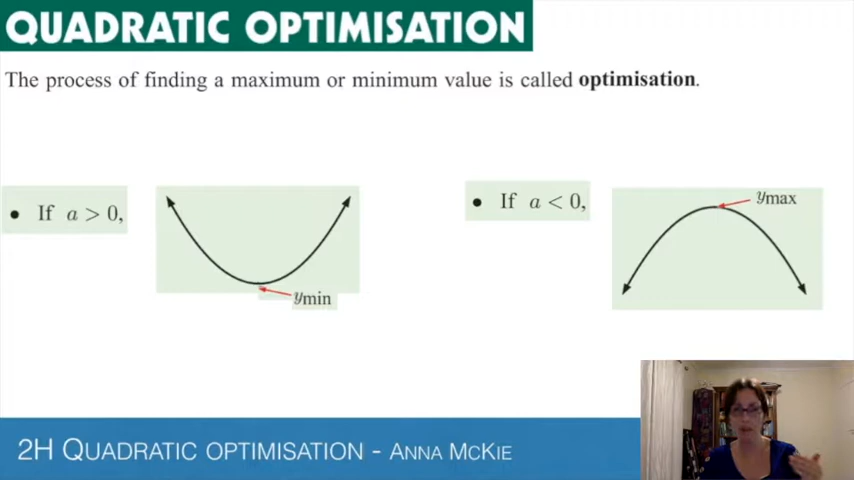 QUADRATIC OPTIMISATION
The process of finding a maximum or minimum value is called optimisation.
• If a > 0,
ymin
• If a < 0,
ymax
2H QUADRATIC OPTIMISATION - ANNA MCKIE